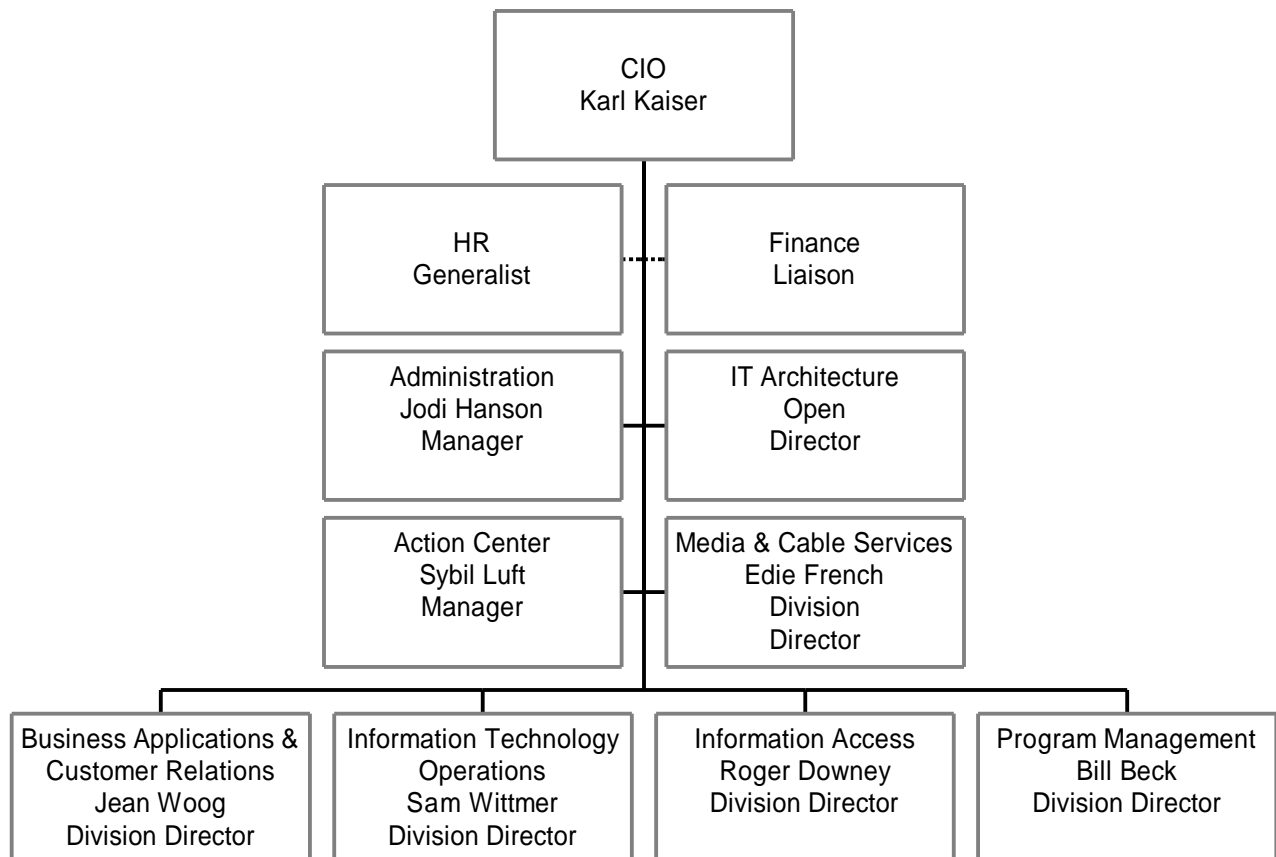 CIO
Karl Kaiser
HR
Generalist
Finance
Liaison
Administration
Jodi Hanson
Manager
IT Architecture
Open
Director
Action Center
Sybil Luft
Manager
Media & Cable Services
Edie French
Division
Director
Business Applications &
Customer Relations
Jean Woog
Division Director
Information Technology
Operations
Sam Wittmer
Division Director
Information Access
Roger Downey
Division Director
Program Management
Bill Beck
Division Director